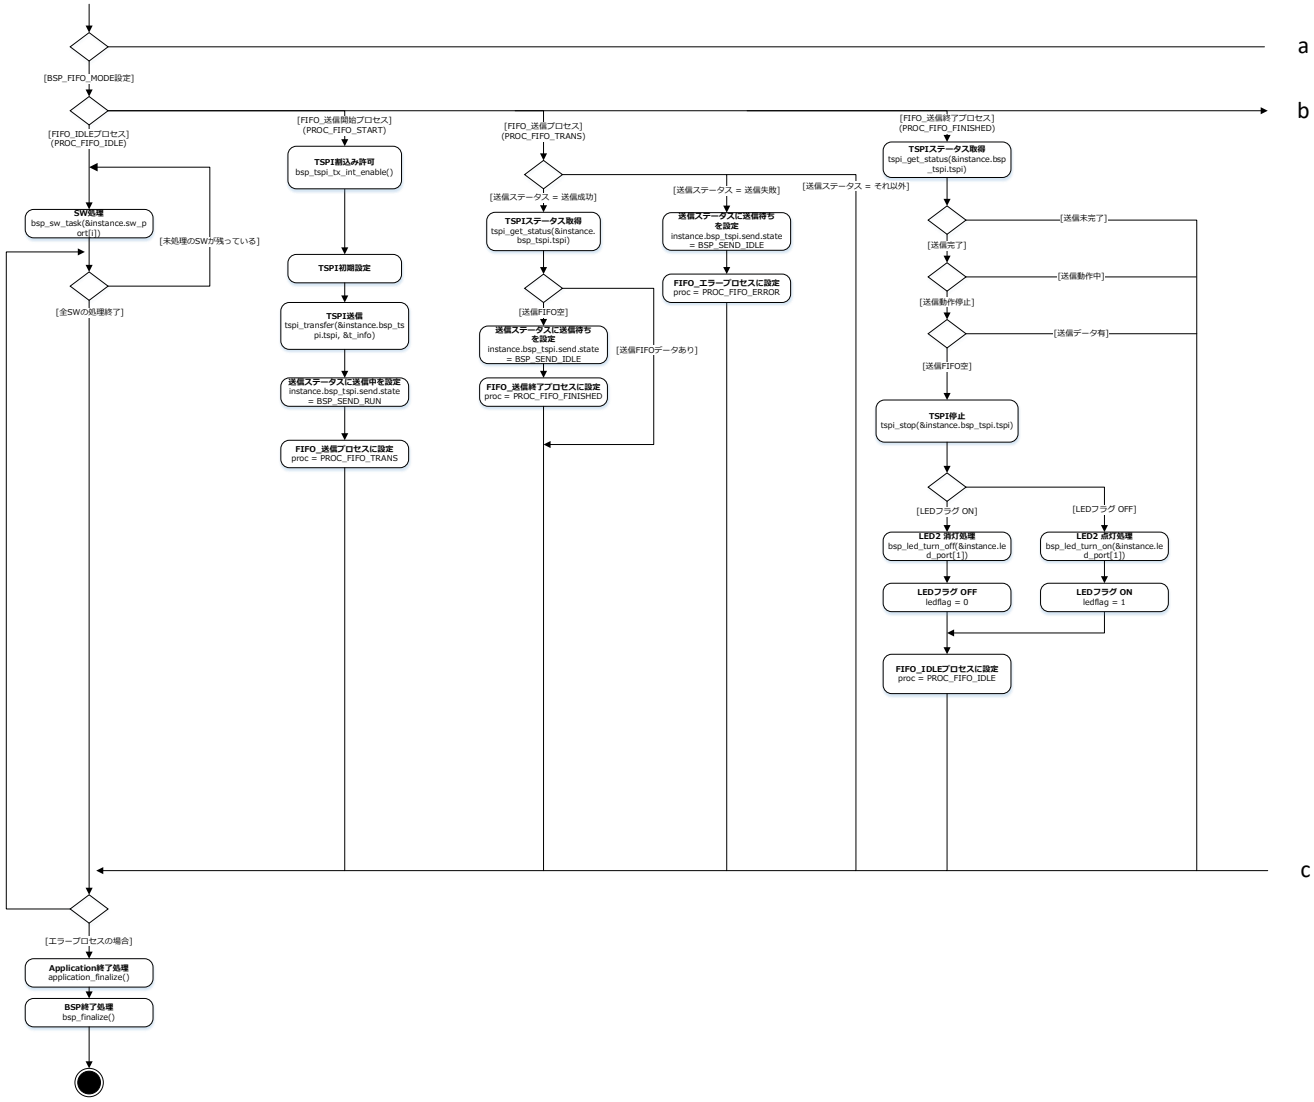 a
[BSP_FIFO_MODE設定]
b
[FIFO_IDLEプロセス]
(PROC_FIFO_IDLE)
SW処理
bsp_sw_task(&instance.sw_p
ort[i])
[未処理のSWが残っている]
[全SWの処理終了]
[FIFO_送信開始プロセス]
(PROC_FIFO_START)
TSPI割込み許可
bsp_tspi_tx_int_enable()
TSPI初期設定
TSPI送信
tspi_transfer(&instance.bsp_ts
pi.tspi, &t_info)
送信ステータスに送信中を設定
instance.bsp_tspi.send.state
= BSP_SEND_RUN
FIFO_送信プロセスに設定
proc = PROC_FIFO_TRANS
[FIFO_送信プロセス]
(PROC_FIFO_TRANS)
[送信ステータス = 送信成功]
TSPIステータス取得
tspi_get_status(&instance.
bsp_tspi.tspi)
[送信FIFO空]
送信ステータスに送信待ち
を設定
instance.bsp_tspi.send.state
= BSP_SEND_IDLE
FIFO_送信終了プロセスに設定
proc = PROC_FIFO_FINISHED
[送信FIFOデータあり]
[送信ステータス = 送信失敗]
送信ステータスに送信待ち
を設定
instance.bsp_tspi.send.state
= BSP_SEND_IDLE
FIFO_エラープロセスに設定
proc = PROC_FIFO_ERROR
[送信ステータス = それ以外]
[FIFO_送信終了プロセス]
(PROC_FIFO_FINISHED)
TSPIステータス取得
tspi_get_status(&instance.bsp
_tspi.tspi)
[送信未完了]
[送信完了]
[送信動作中]
[送信動作停止]
[送信データ有]
[送信FIFO空]
TSPI停止
tspi_stop(&instance.bsp_tspi.tspi)
[LEDフラグ ON]
[LEDフラグ OFF]
LED2 消灯処理
bsp_led_turn_off(&instance.le
d_port[1])
LED2 点灯処理
bsp_led_turn_on(&instance.le
d_port[1])
LEDフラグ OFF
ledflag = 0
LEDフラグ ON
ledflag = 1
FIFO_IDLEプロセスに設定
proc = PROC_FIFO_IDLE
c
[エラープロセスの場合]
Application終了処理
application_finalize()
BSP終了処理
bsp_finalize()